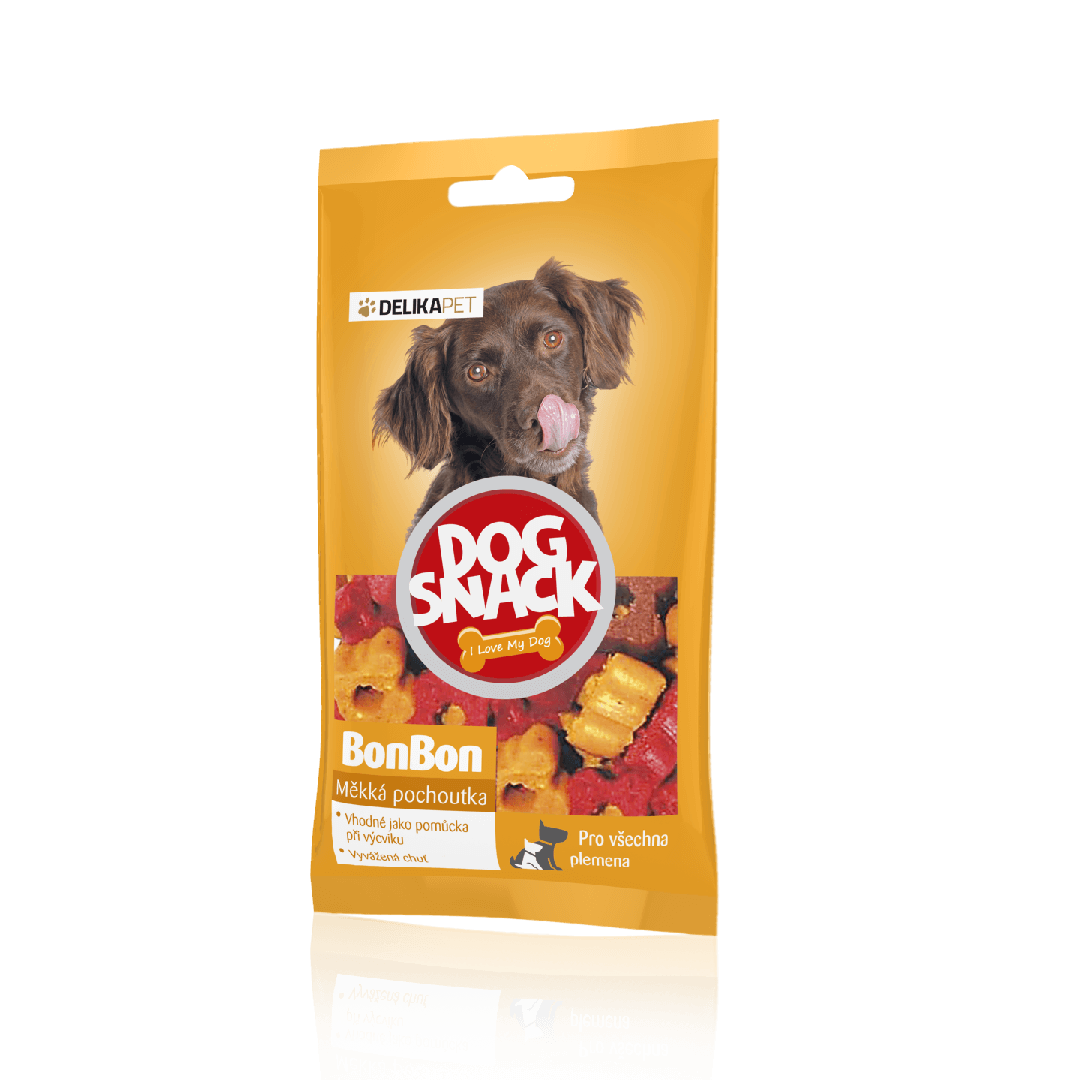 DELIKAPET
DOG
SNACK
I Love My Dog
BonBon
Měkká pochoutka
• Vhodné jako pomůcka
při výcviku
• Vyvážená chuť
Pro všechna
plemena